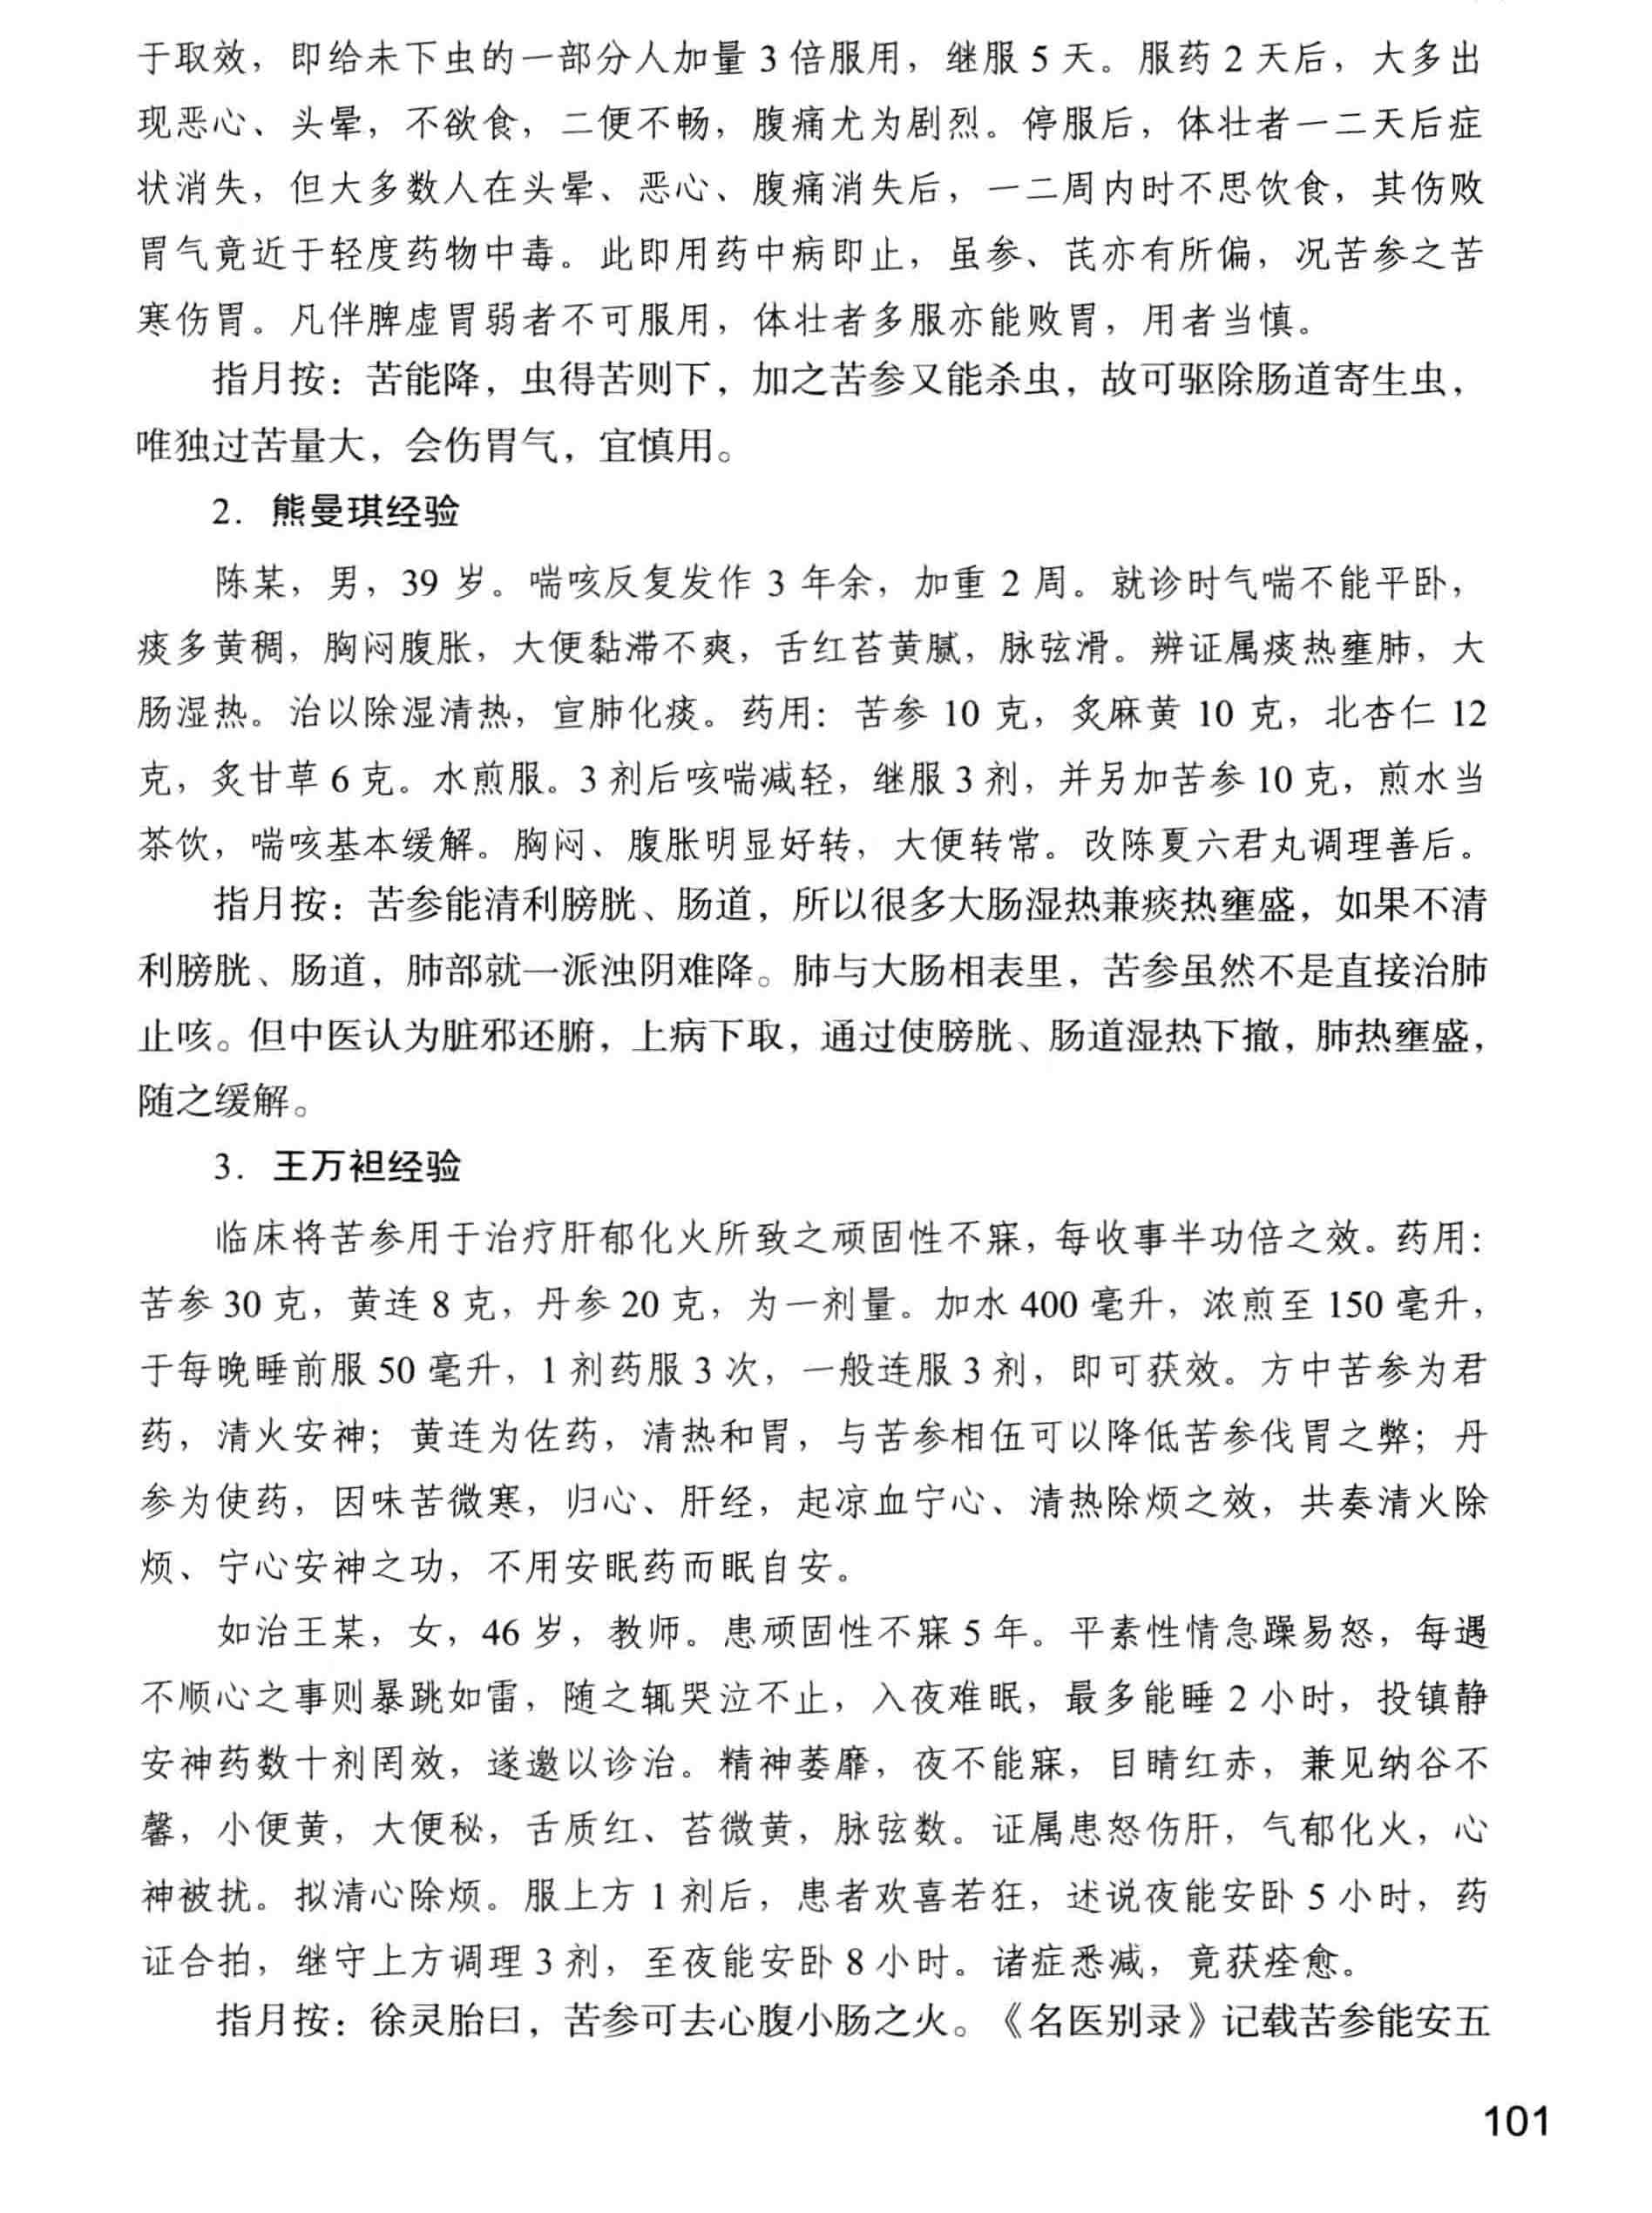 于取效，即给未下虫的一部分人加量 3 倍服用，继服 5 天。服药 2 天后，大多出
现恶心、头晕，不欲食，二便不畅，腹痛尤为剧烈。停服后，体壮者一二天后症
状消失，但大多数人在头晕、恶心、腹痛消失后，一二周内时不思饮食，其伤败
胃气竟近于轻度药物中毒。此即用药中病即止，虽参、芪亦有所偏，况苦参之苦
寒伤胃。凡伴脾虚胃弱者不可服用，体壮者多服亦能败胃，用者当慎。
指月按：苦能降，虫得苦则下，加之苦参又能杀虫，故可驱除肠道寄生虫，
唯独过苦量大，会伤胃气，宜慎用。
2. 熊曼琪经验
陈某，男，39 岁。喘咳反复发作 3 年余，加重 2 周。就诊时气喘不能平卧，
痰多黄稠，胸闷腹胀，大便黏滞不爽，舌红苔黄腻，脉弦滑。辨证属痰热壅肺，大
肠湿热。治以除湿清热，宣肺化痰。药用：苦参 10 克，炙麻黄 10 克，北杏仁 12
克，炙甘草 6 克。水煎服。3 剂后咳喘减轻，继服 3 剂，并另加苦参 10 克，煎水当
茶饮，喘咳基本缓解。胸闷、腹胀明显好转，大便转常。改陈夏六君丸调理善后。
指月按：苦参能清利膀胱、肠道，所以很多大肠湿热兼痰热壅盛，如果不清
利膀胱、肠道，肺部就一派浊阴难降。肺与大肠相表里，苦参虽然不是直接治肺
止咳。但中医认为脏邪还腑，上病下取，通过使膀胱、肠道湿热下撤，肺热壅盛，
随之缓解。
3. 王万袒经验
临床将苦参用于治疗肝郁化火所致之顽固性不寐，每收事半功倍之效。药用：
苦参 30 克，黄连 8 克，丹参 20 克，为一剂量。加水 400 毫升，浓煎至 150 毫升，
于每晚睡前服 50 毫升，1 剂药服 3 次，一般连服 3 剂，即可获效。方中苦参为君
药，清火安神；黄连为佐药，清热和胃，与苦参相伍可以降低苦参伐胃之弊；丹
参为使药，因味苦微寒，归心、肝经，起凉血宁心、清热除烦之效，共奏清火除
烦、宁心安神之功，不用安眠药而眠自安。
如治王某，女，46 岁，教师。患顽固性不寐 5 年。平素性情急躁易怒，每遇
不顺心之事则暴跳如雷，随之辄哭泣不止，入夜难眠，最多能睡 2 小时，投镇静
安神药数十剂罔效，遂邀以诊治。精神萎靡，夜不能寐，目睛红赤，兼见纳谷不
馨，小便黄，大便秘，舌质红、苔微黄，脉弦数。证属恚怒伤肝，气郁化火，心
神被扰。拟清心除烦。服上方 1 剂后，患者欢喜若狂，述说夜能安卧 5 小时，药
证合拍，继守上方调理 3 剂，至夜能安卧 8 小时。诸症悉减，竟获痊愈。
指月按：徐灵胎曰，苦参可去心腹小肠之火。《名医别录》记载苦参能安五
101